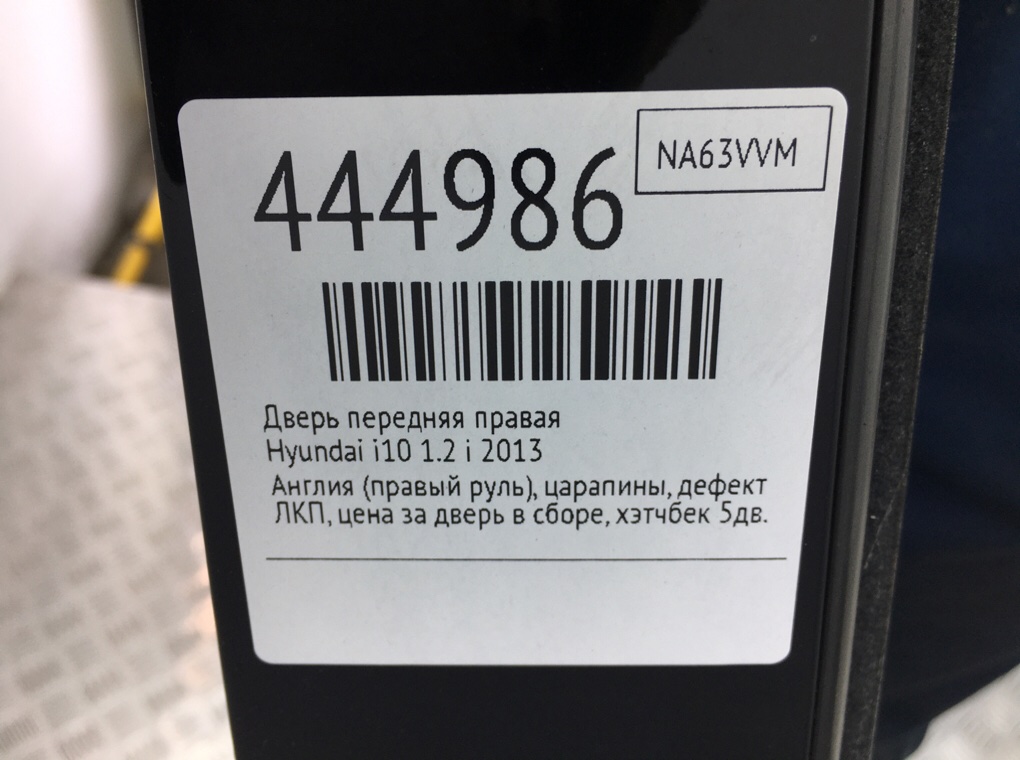 444986
NA63VVM
Дверь передняя правая
Hyundai i10 1.2 i 2013
Англия (правый руль), царапины, дефект
ЛКП, цена за дверь в сборе, хэтчбек 5дв.